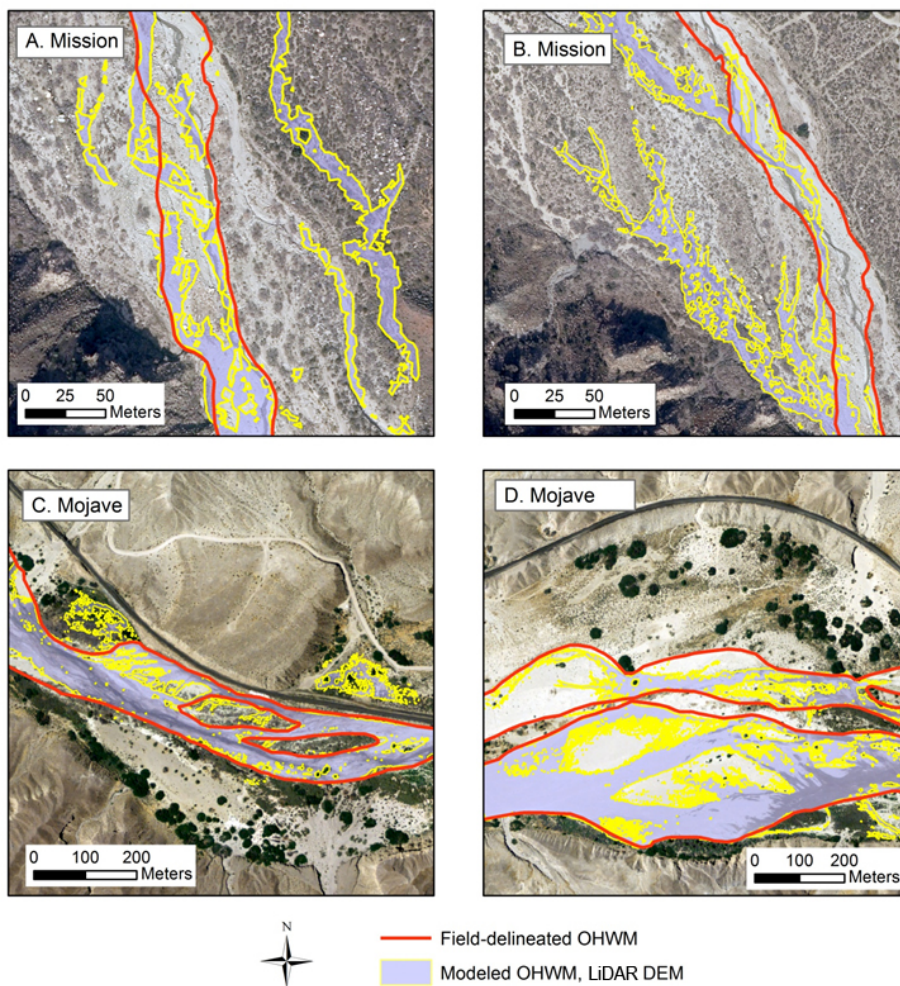 A. Mission
0 25 50
Meters
B. Mission
0 25 50
Meters
C. Mojave
0 100 200
Meters
D. Mojave
0 100 200
Meters
N
Field-delineated OHWM
Modeled OHWM, LiDAR DEM